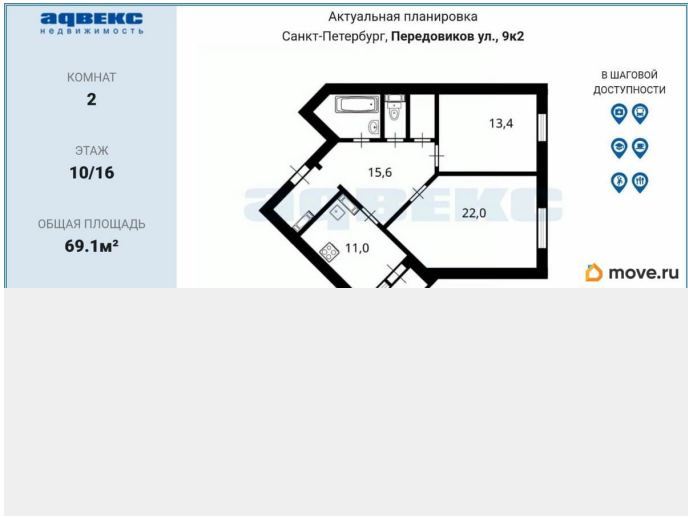 адвекс
недвижимость
Актуальная планировка
Санкт-Петербург, Передовиков ул., 9к2
КОМНАТ
2
ЭТАЖ
10/16
ОБЩАЯ ПЛОЩАДЬ
69.1м²
В ШАГОВОЙ
ДОСТУПНОСТИ
13,4
15,6
адвекс
22,0
11,0
move.ru